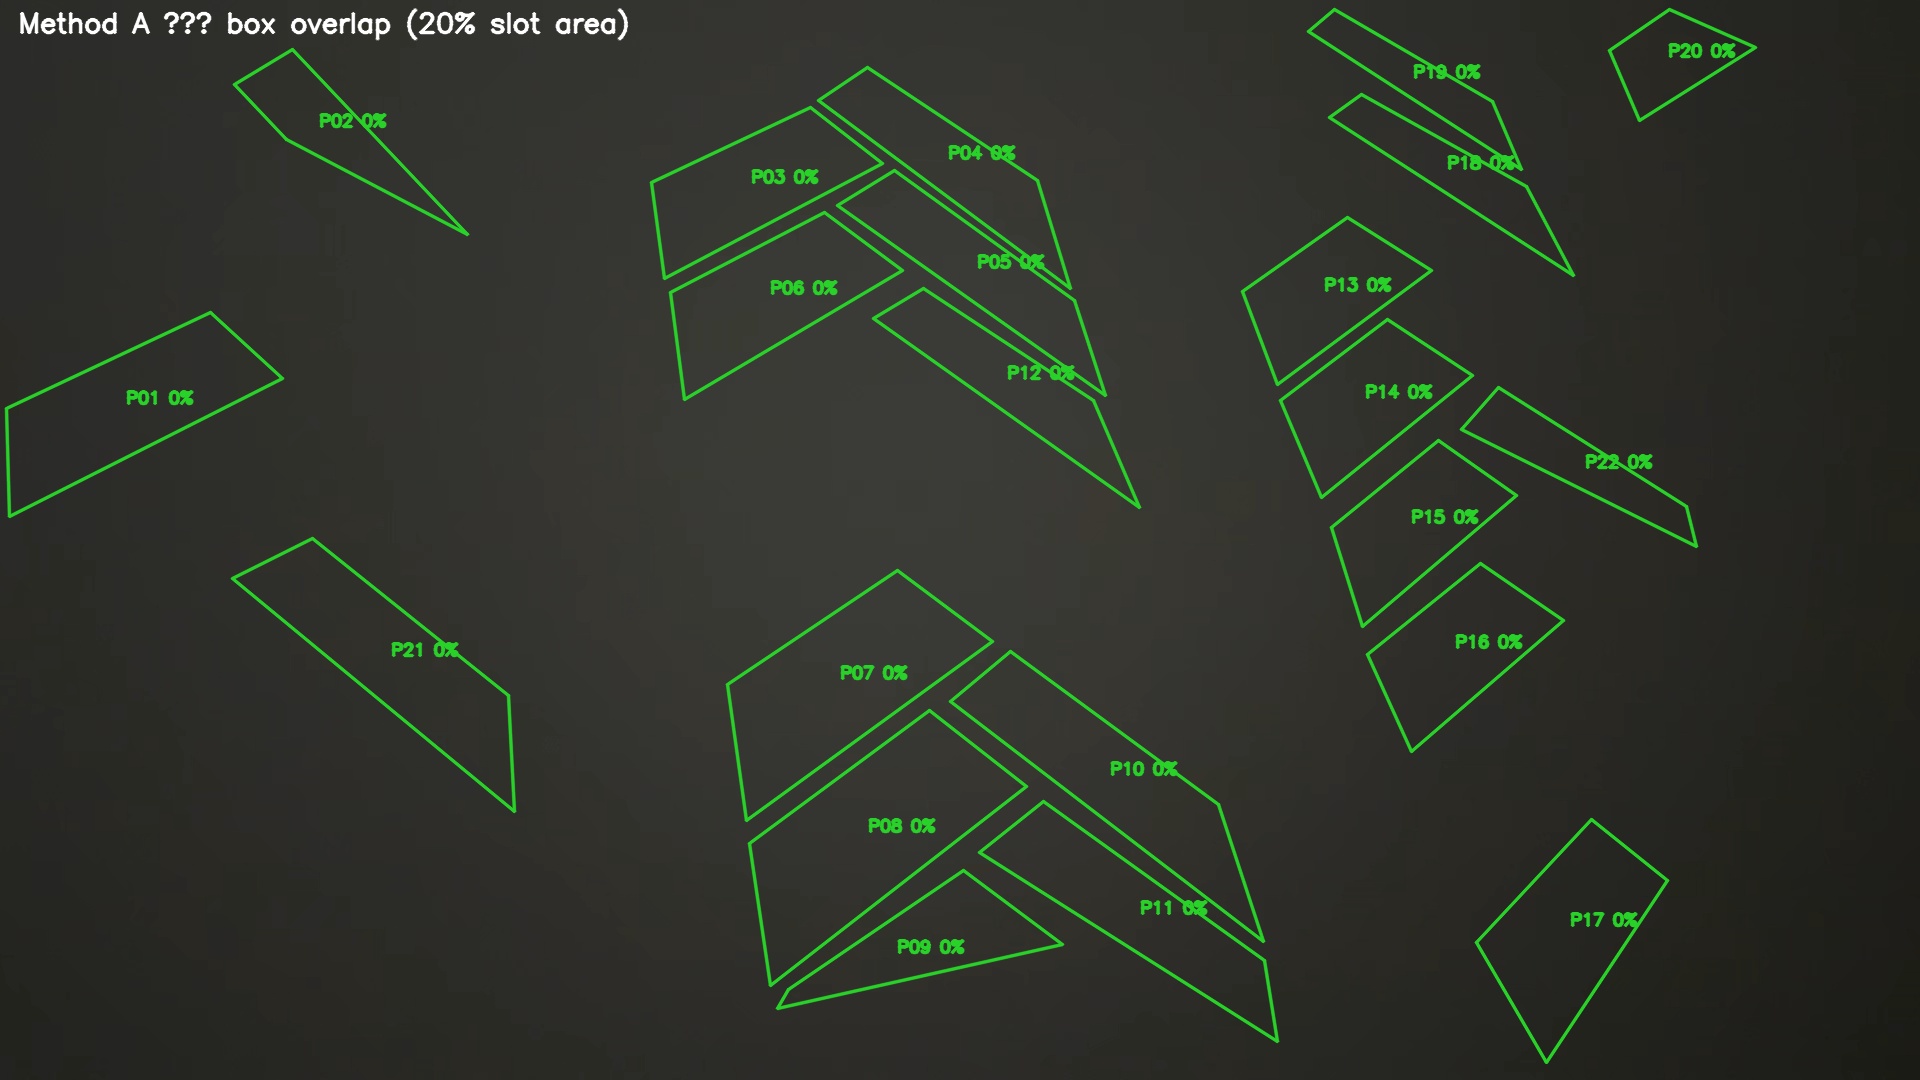 Method A ??? box overlap (20% slot area)
P19 0%
P20 0%
P02 0%
P04 0%
P18 0%
P03 0%
P05 0%
P13 0%
P06 0%
P12 0%
P14 0%
P01 0%
P22 0%
P15 0%
P16 0%
P21 0%
P07 0%
P10 0%
P08 0%
P11 0%
P17 0%
P09 0%